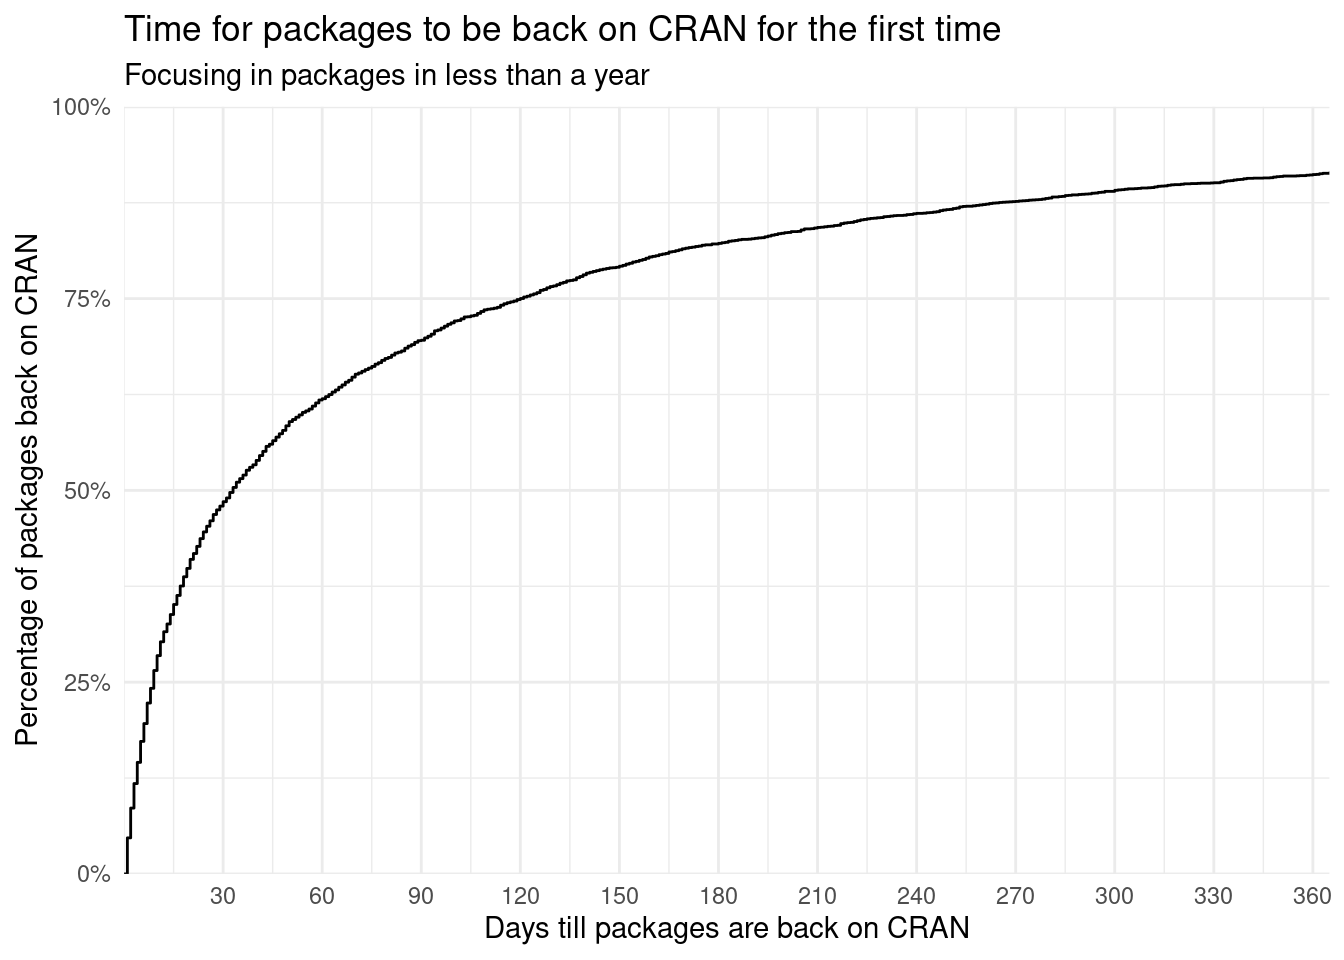 Time for packages to be back on CRAN for the first time
Focusing in packages in less than a year
Percentage of packages back on CRAN
100%
75%
50%
25%
0%
30 60 90 120 150 180 210 240 270 300 330 360
Days till packages are back on CRAN